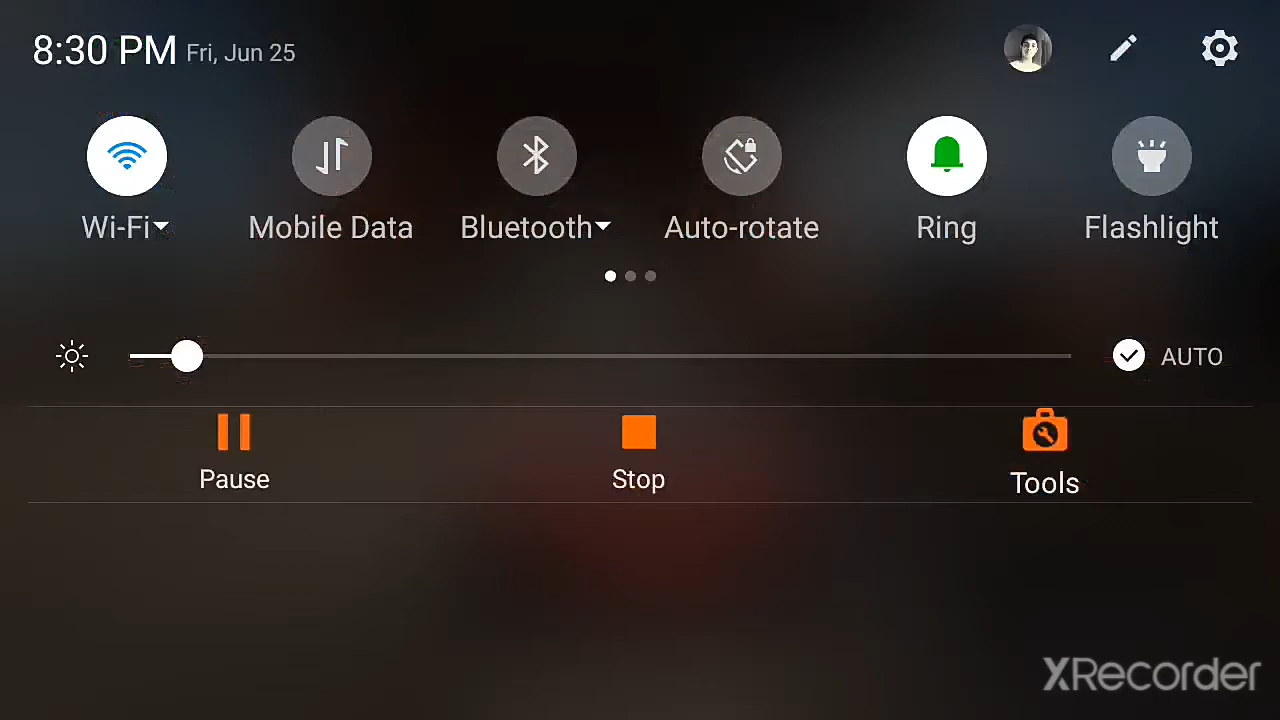 8:30 PM Fri, Jun 25
Wi-Fi Mobile Data Bluetooth Auto-rotate Ring Flashlight
AUTO
Pause Stop Tools
XRecorder